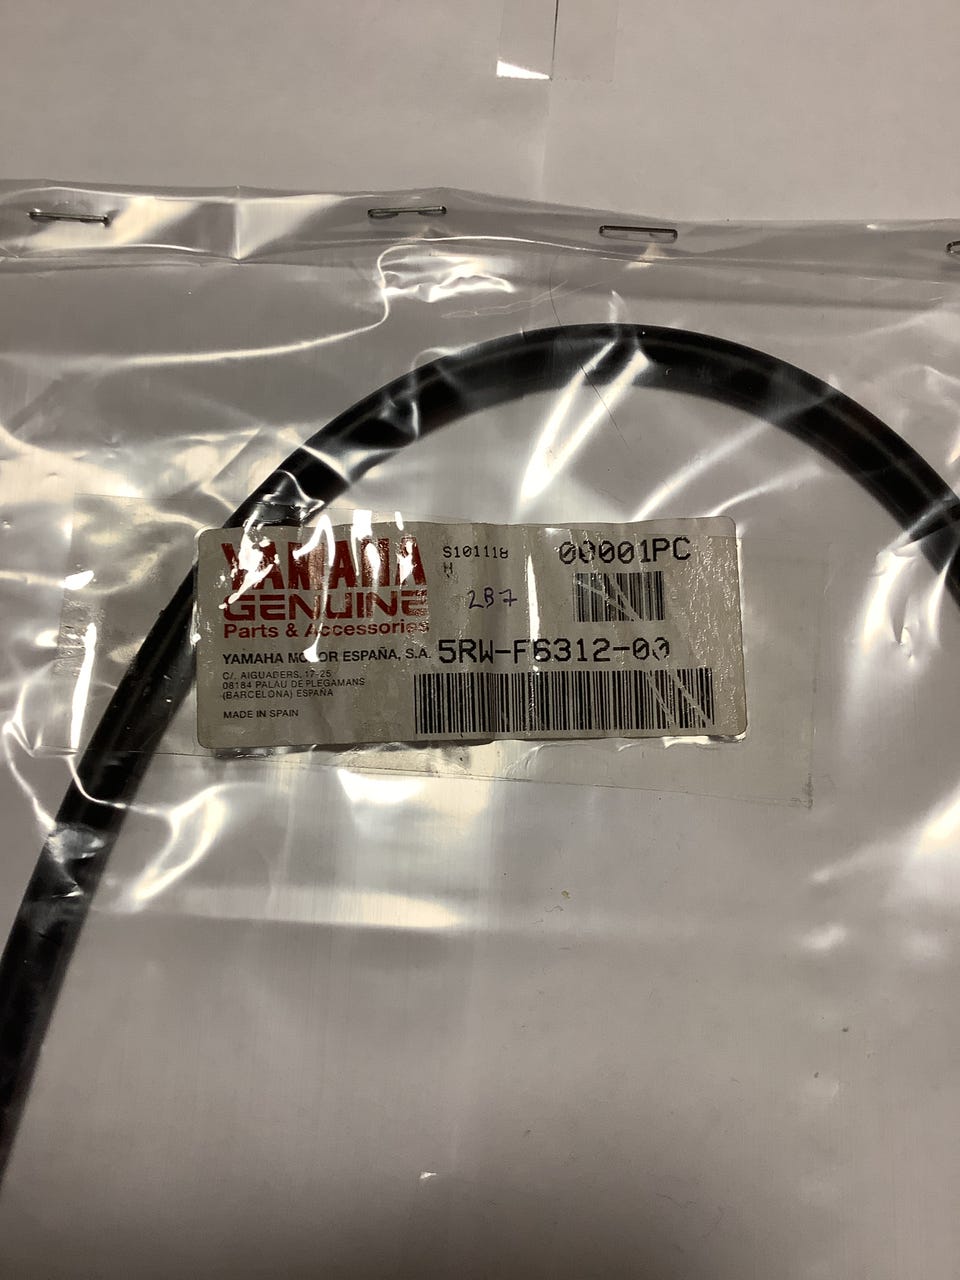 YAMAHA
GENUINE
Parts & Accessories
S101118
H
00001PC
2B7
YAMAHA MOTOR ESPAÑA, S.A.
5RW-F6312-00
C/. AIGUADERS, 17-25
08184 PALAU DE PLEGAMANS
(BARCELONA) ESPAÑA
MADE IN SPAIN